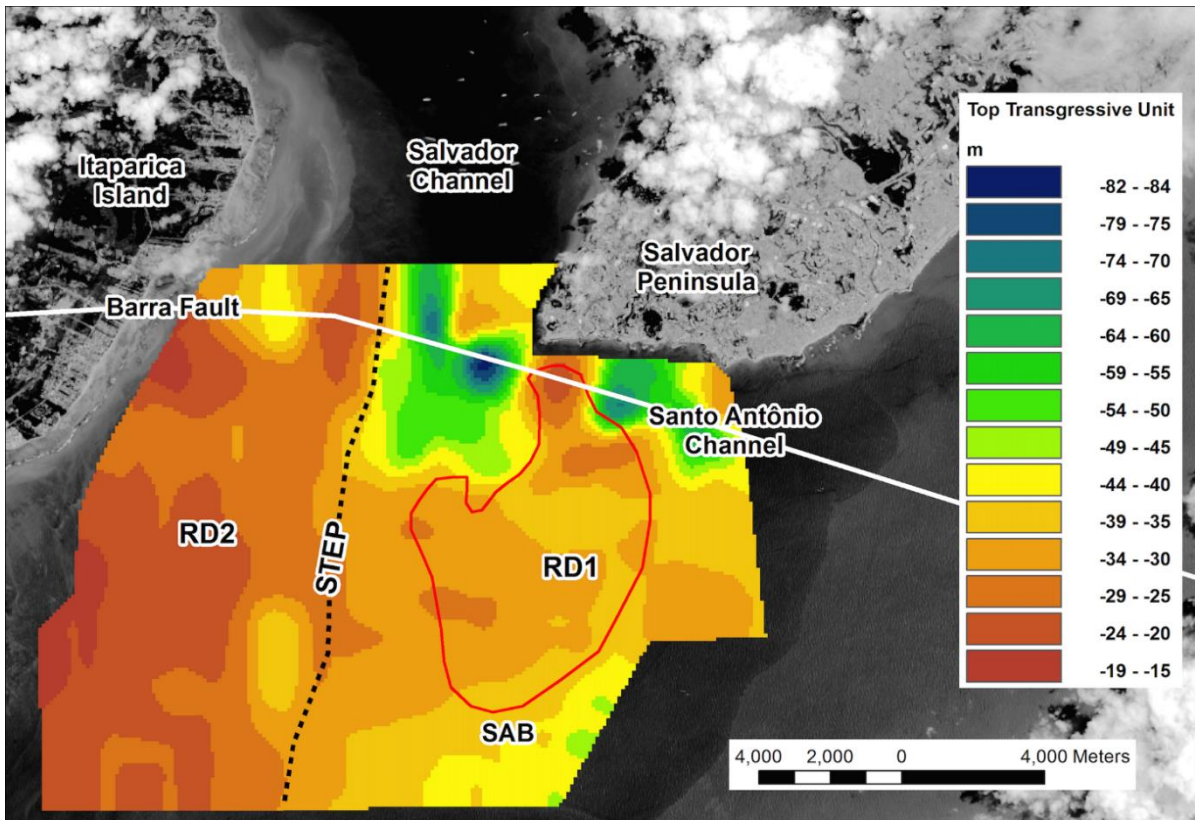 Itaparica
Island
Salvador
Channel
Salvador
Peninsula
Barra Fault
Santo Antônio
Channel
RD2
STEP
RD1
SAB
Top Transgressive Unit
m
-82 - -84
-79 - -75
-74 - -70
-69 - -65
-64 - -60
-59 - -55
-54 - -50
-49 - -45
-44 - -40
-39 - -35
-34 - -30
-29 - -25
-24 - -20
-19 - -15
4,000 2,000 0 4,000 Meters